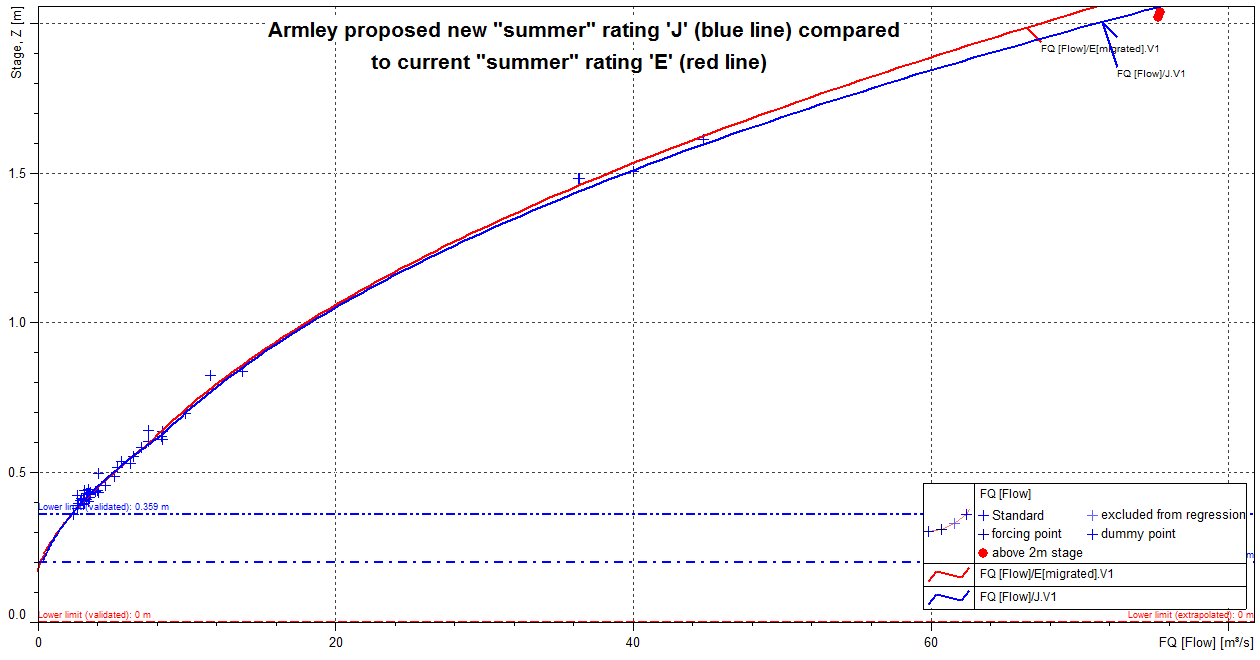 Armley proposed new "summer" rating 'J' (blue line) compared
to current "summer" rating 'E' (red line)
Stage, Z [m]
FQ [Flow]/E[migrated].V1
FQ [Flow]/J.V1
1.5
1.0
0.5
Lower limit (validated): 0.359 m
m
0.0
Lower limit (validated): 0 m
Lower limit (extrapolated): 0 m
FQ [Flow]
Standard
excluded from regression
forcing point
dummy point
above 2m stage
FQ [Flow]/E[migrated].V1
FQ [Flow]/J.V1
0
20
40
60
FQ [Flow] [m³/s]